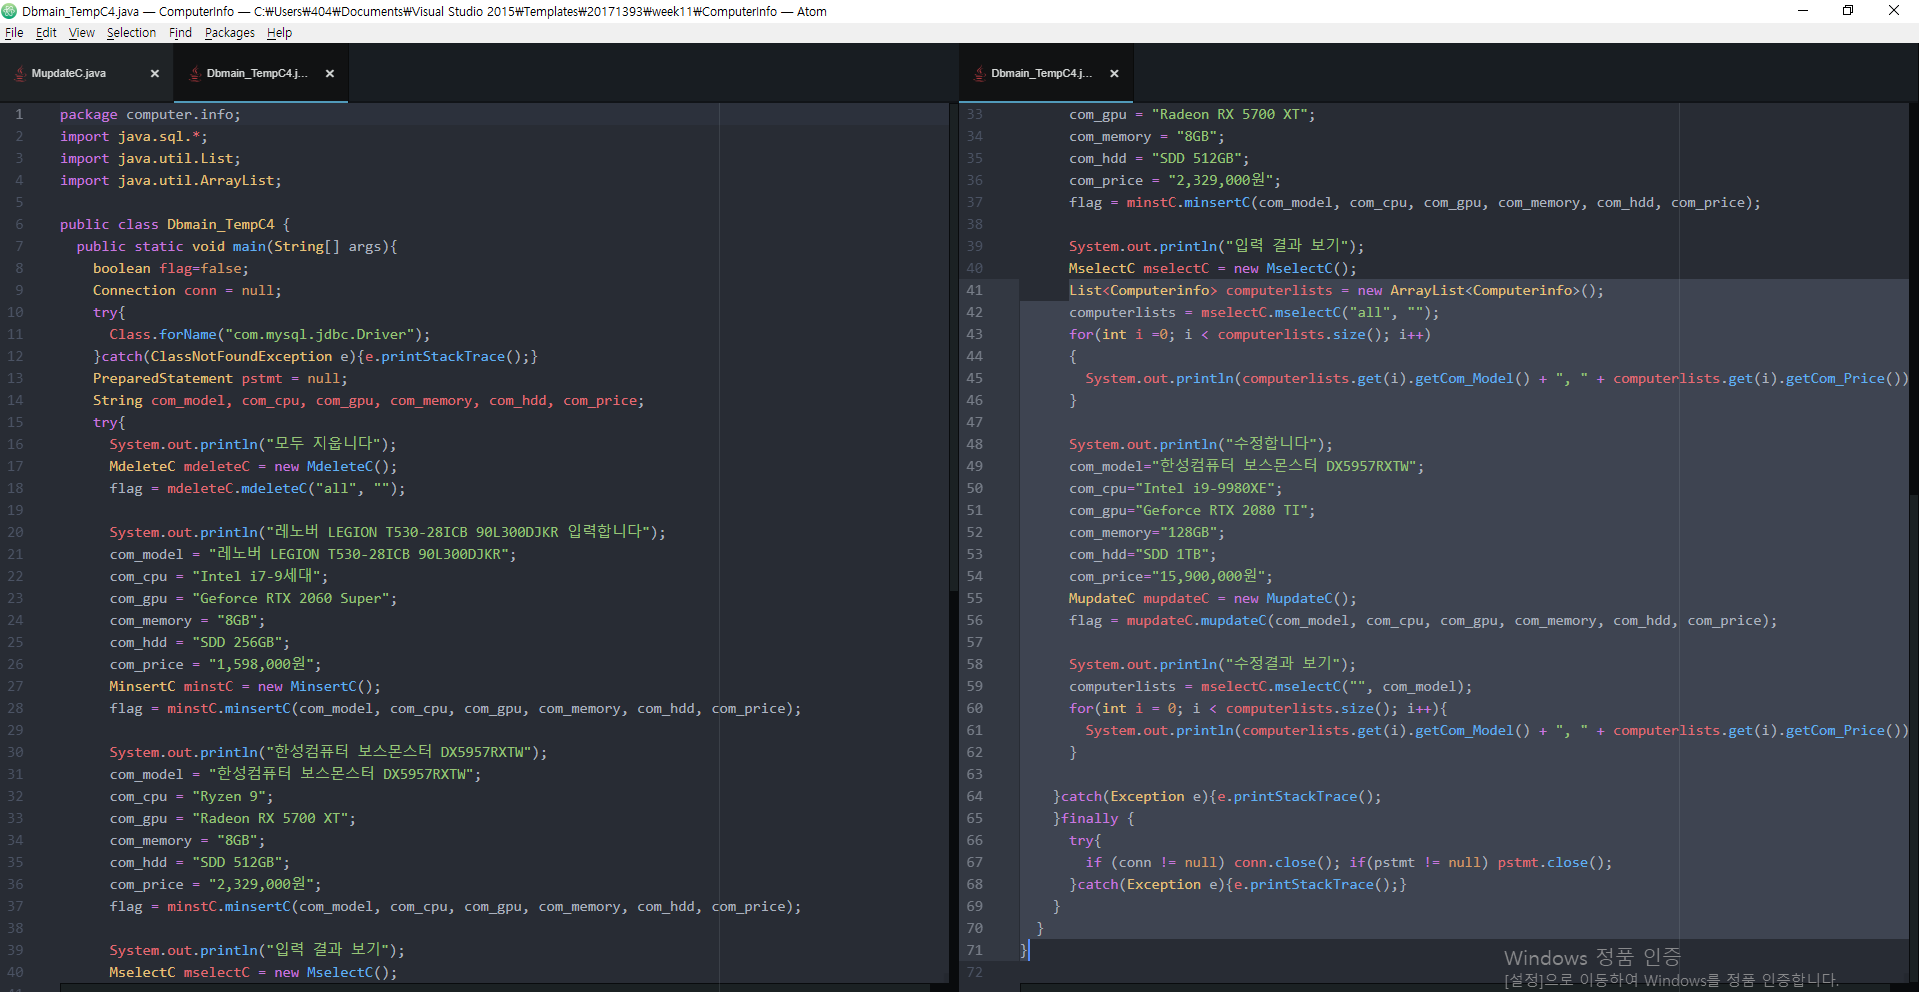 Dbmain_TempC4.java — ComputerInfo — C:₩Users₩404₩Documents₩Visual Studio 2015₩Templates₩20171393₩week11₩ComputerInfo — Atom
File Edit View Selection Find Packages Help
MupdateC.java × Dbmain_TempC4.j... ×
1 package computer.info;
2 import java.sql.*;
3 import java.util.List;
4 import java.util.ArrayList;
5
6 public class Dbmain_TempC4 {
7 public static void main(String[] args){
8 boolean flag=false;
9 Connection conn = null;
10 try{
11 Class.forName("com.mysql.jdbc.Driver");
12 }catch(ClassNotFoundException e){e.printStackTrace();}
13 PreparedStatement pstmt = null;
14 String com_model, com_cpu, com_gpu, com_memory, com_hdd, com_price;
15 try{
16 System.out.println("모두 지웁니다");
17 MdeleteC mdeleteC = new MdeleteC();
18 flag = mdeleteC.mdeleteC("all", "");
19
20 System.out.println("레노버 LEGION T530-28ICB 90L300DJKR 입력합니다");
21 com_model = "레노버 LEGION T530-28ICB 90L300DJKR";
22 com_cpu = "Intel i7-9세대";
23 com_gpu = "Geforce RTX 2060 Super";
24 com_memory = "8GB";
25 com_hdd = "SDD 256GB";
26 com_price = "1,598,000원";
27 MinsertC minstC = new MinsertC();
28 flag = minstC.minsertC(com_model, com_cpu, com_gpu, com_memory, com_hdd, com_price);
29
30 System.out.println("한성컴퓨터 보스몬스터 DX5957RXTW");
31 com_model = "한성컴퓨터 보스몬스터 DX5957RXTW";
32 com_cpu = "Ryzen 9";
33 com_gpu = "Radeon RX 5700 XT";
34 com_memory = "8GB";
35 com_hdd = "SDD 512GB";
36 com_price = "2,329,000원";
37 flag = minstC.minsertC(com_model, com_cpu, com_gpu, com_memory, com_hdd, com_price);
38
39 System.out.println("입력 결과 보기");
40 MselectC mselectC = new MselectC();
Dbmain_TempC4.j... ×
33 com_gpu = "Radeon RX 5700 XT";
34 com_memory = "8GB";
35 com_hdd = "SDD 512GB";
36 com_price = "2,329,000원";
37 flag = minstC.minsertC(com_model, com_cpu, com_gpu, com_memory, com_hdd, com_price);
38
39 System.out.println("입력 결과 보기");
40 MselectC mselectC = new MselectC();
41 List<Computerinfo> computerlists = new ArrayList<Computerinfo>();
42 computerlists = mselectC.mselectC("all", "");
43 for(int i =0; i < computerlists.size(); i++)
44 {
45 System.out.println(computerlists.get(i).getCom_Model() + ", " + computerlists.get(i).getCom_Price())
46 }
47
48 System.out.println("수정합니다");
49 com_model="한성컴퓨터 보스몬스터 DX5957RXTW";
50 com_cpu="Intel i9-9980XE";
51 com_gpu="Geforce RTX 2080 TI";
52 com_memory="128GB";
53 com_hdd="SDD 1TB";
54 com_price="15,900,000원";
55 MupdateC mupdateC = new MupdateC();
56 flag = mupdateC.mupdateC(com_model, com_cpu, com_gpu, com_memory, com_hdd, com_price);
57
58 System.out.println("수정결과 보기");
59 computerlists = mselectC.mselectC("", com_model);
60 for(int i = 0; i < computerlists.size(); i++){
61 System.out.println(computerlists.get(i).getCom_Model() + ", " + computerlists.get(i).getCom_Price())
62 }
63
64 }catch(Exception e){e.printStackTrace();
65 }finally {
66 try{
67 if (conn != null) conn.close(); if(pstmt != null) pstmt.close();
68 }catch(Exception e){e.printStackTrace();}
69 }
70 }
71 }
72
Windows 정품 인증
[설정]으로 이동하여 Windows를 정품 인증합니다.